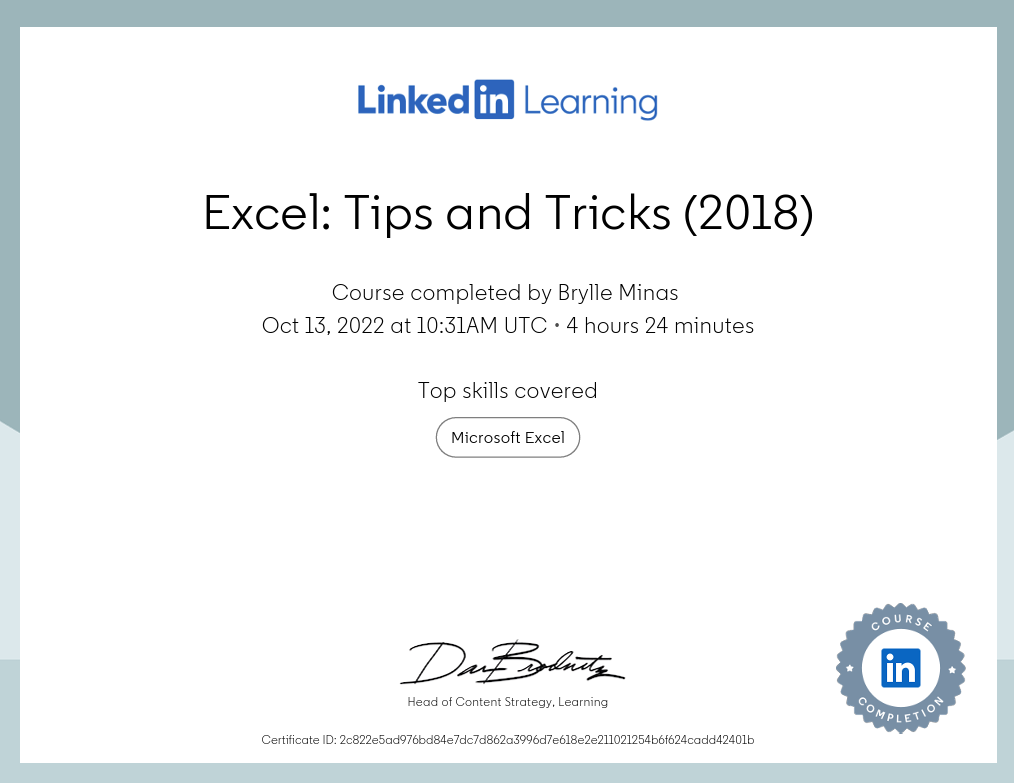 Linked in Learning
Excel: Tips and Tricks (2018)
Course completed by Brylle Minas
Oct 13, 2022 at 10:31AM UTC • 4 hours 24 minutes
Top skills covered
Microsoft Excel
Dan Brodnitz
Head of Content Strategy, Learning
COURSE
in
COMPLETION
Certificate ID: 2c822e5ad976bd84e7dc7d862a3996d7e618e2e211021254b6f624cadd42401b